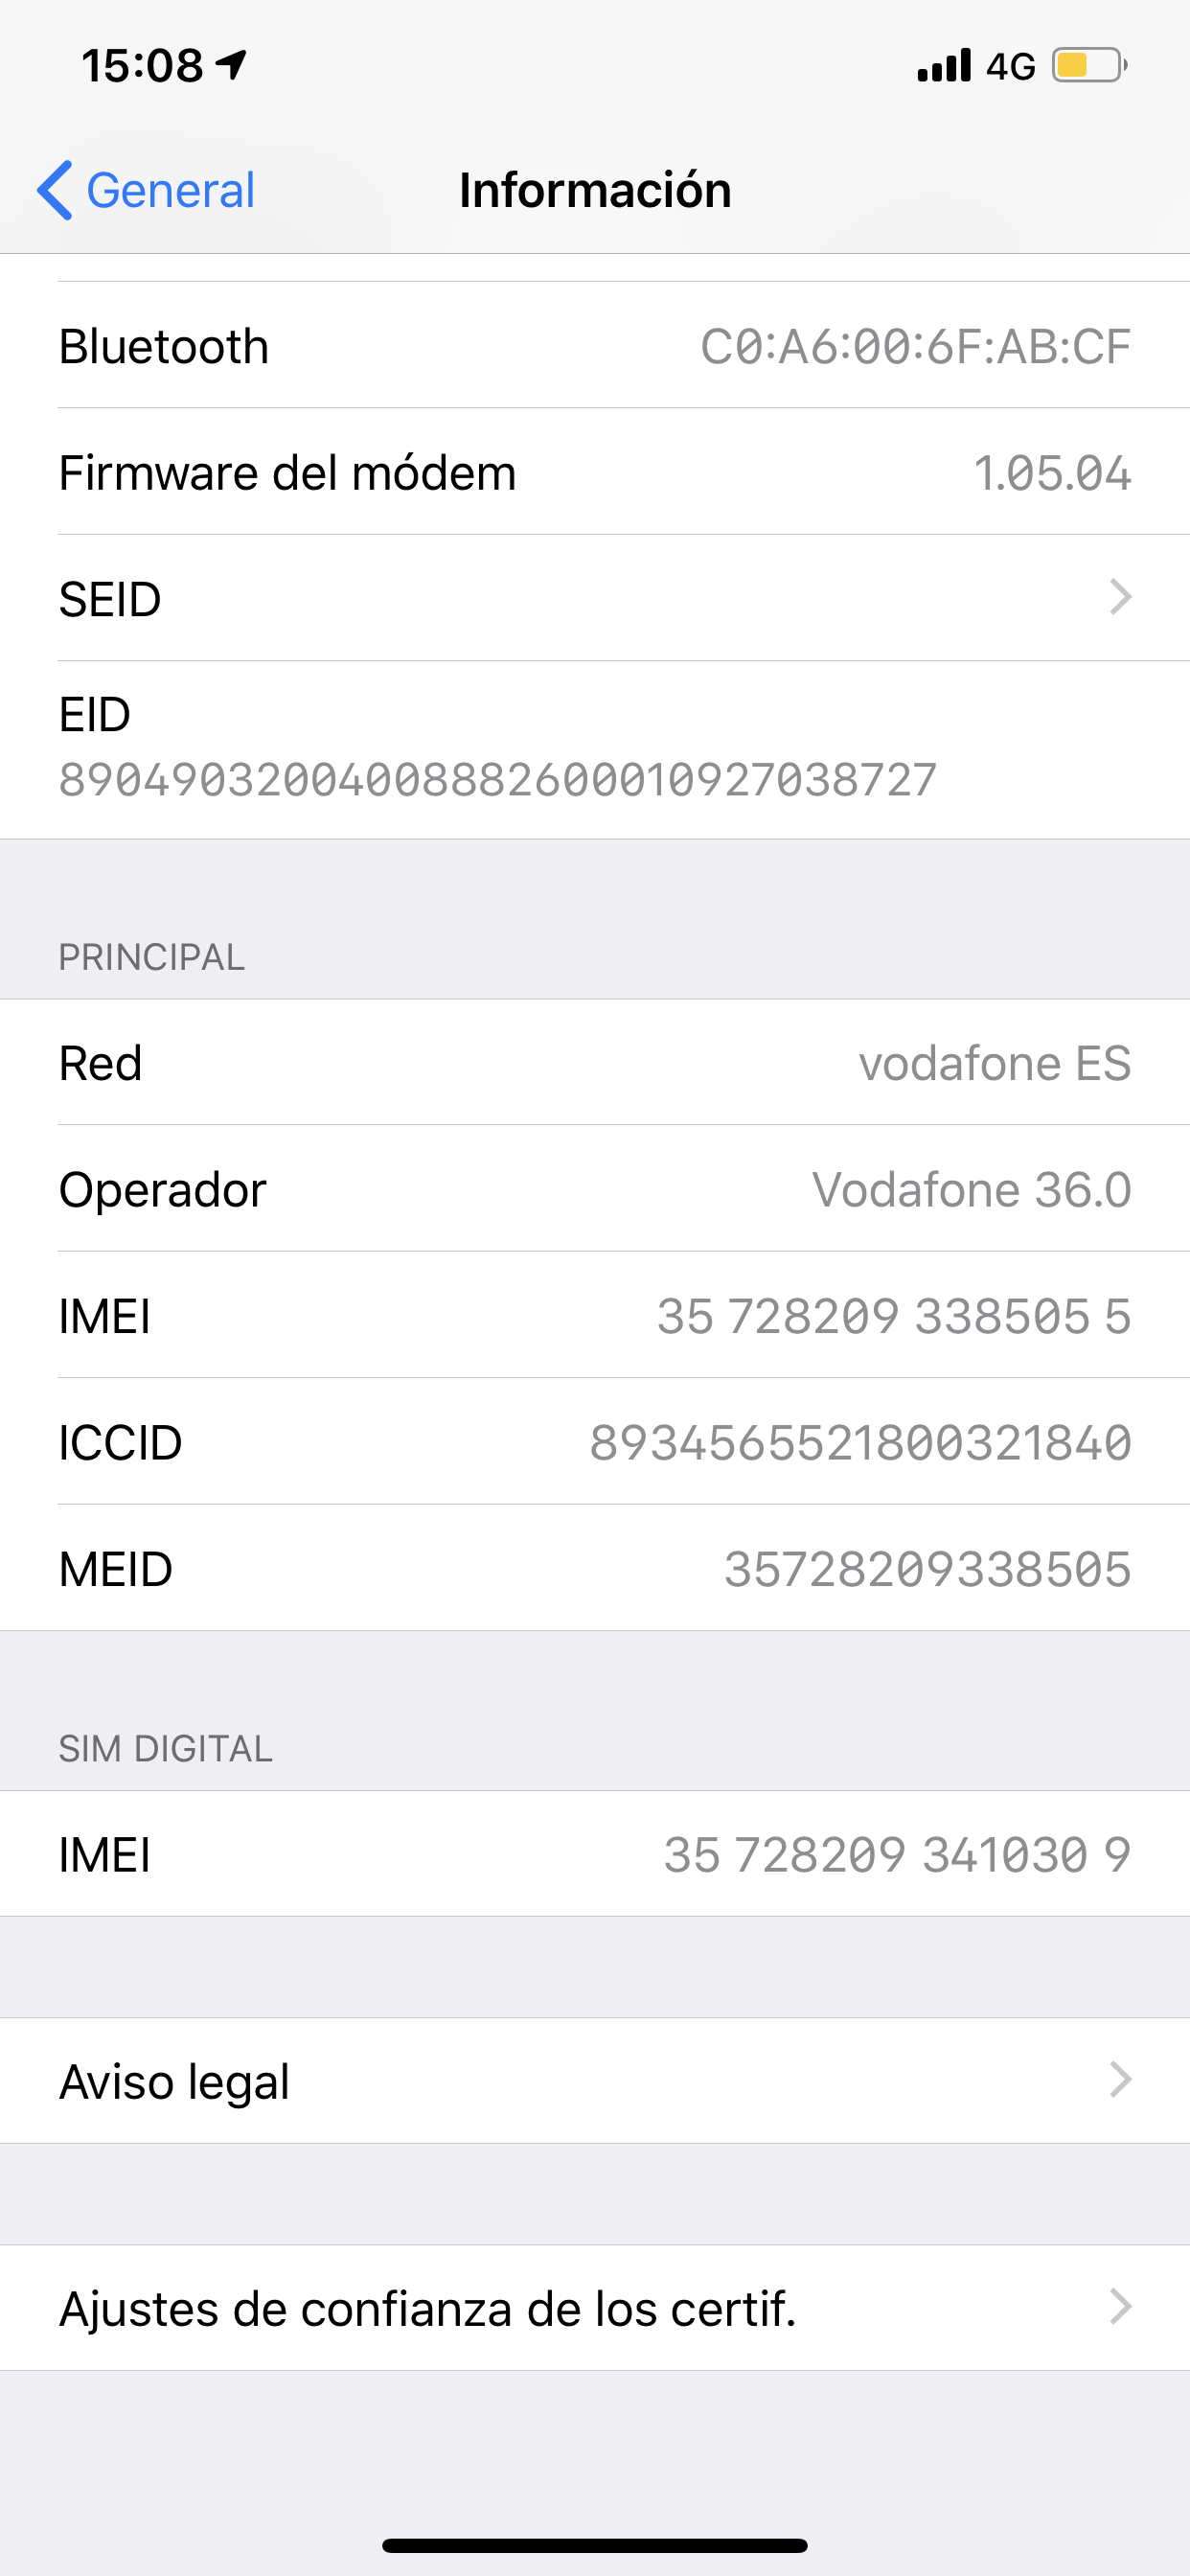 15:08 4G
General Información
Bluetooth C0:A6:00:6F:AB:CF
Firmware del módem 1.05.04
SEID
EID
89049032004008882600010927038727
PRINCIPAL
Red vodafone ES
Operador Vodafone 36.0
IMEI 35 728209 338505 5
ICCID 8934565521800321840
MEID 35728209338505
SIM DIGITAL
IMEI 35 728209 341030 9
Aviso legal
Ajustes de confianza de los certif.